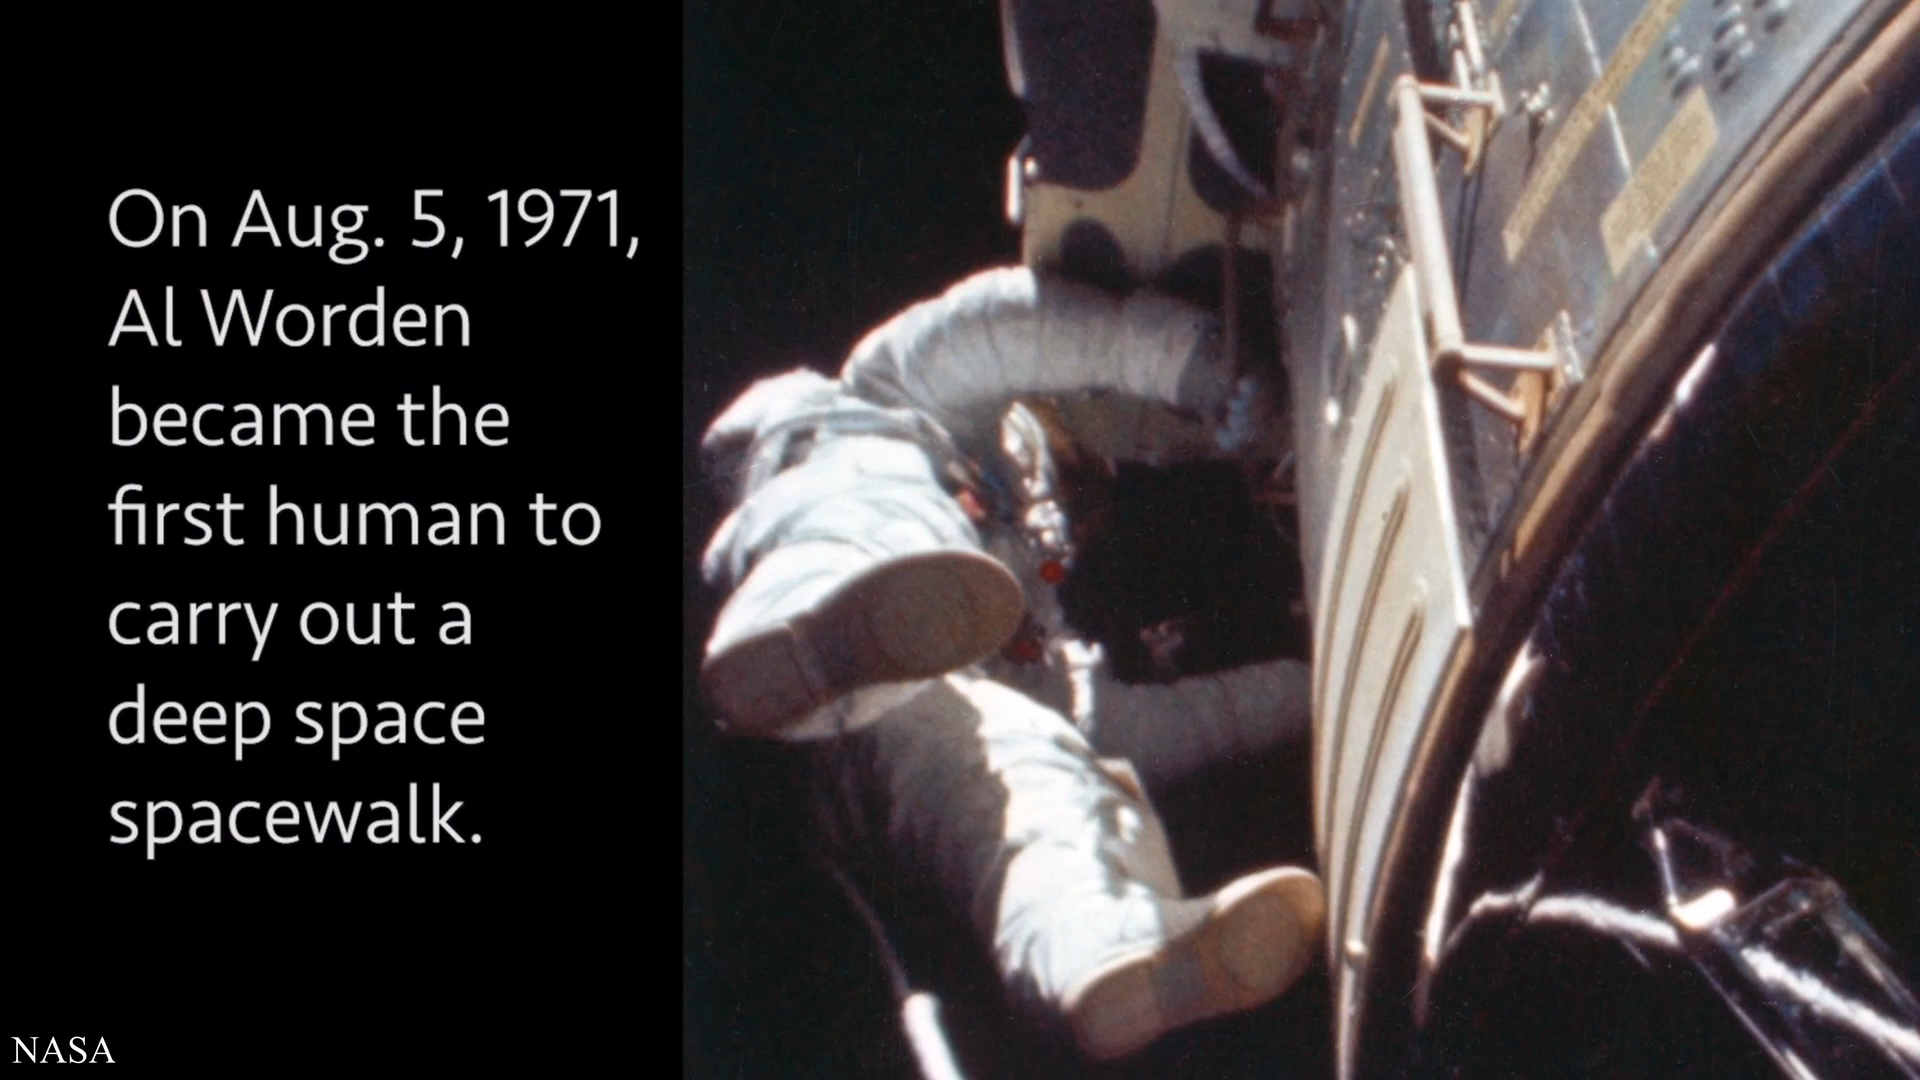 On Aug. 5, 1971,
Al Worden
became the
first human to
carry out a
deep space
spacewalk.
NASA